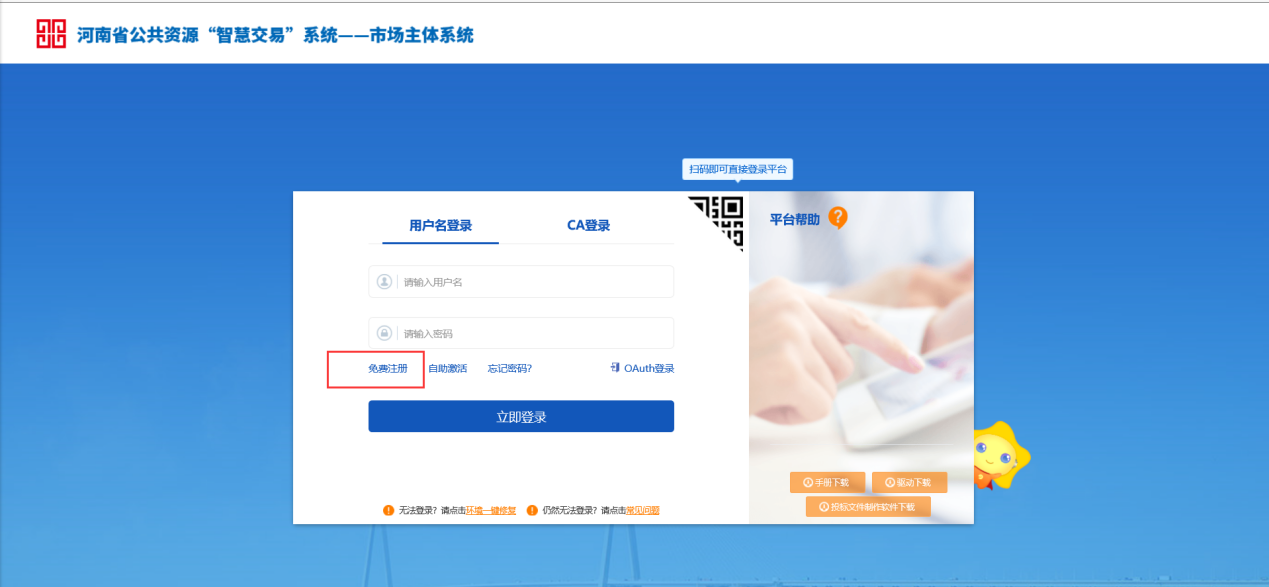 河南省公共资源“智慧交易”系统——市场主体系统
扫码即可直接登录平台
用户名登录 CA登录
平台帮助 ?
请输入用户名
请输入密码
免费注册 自助激活 忘记密码? OAuth登录
立即登录
手册下载 驱动下载
投标文件制作软件下载
无法登录？请点击环境一键修复 仍然无法登录？请点击常见问题